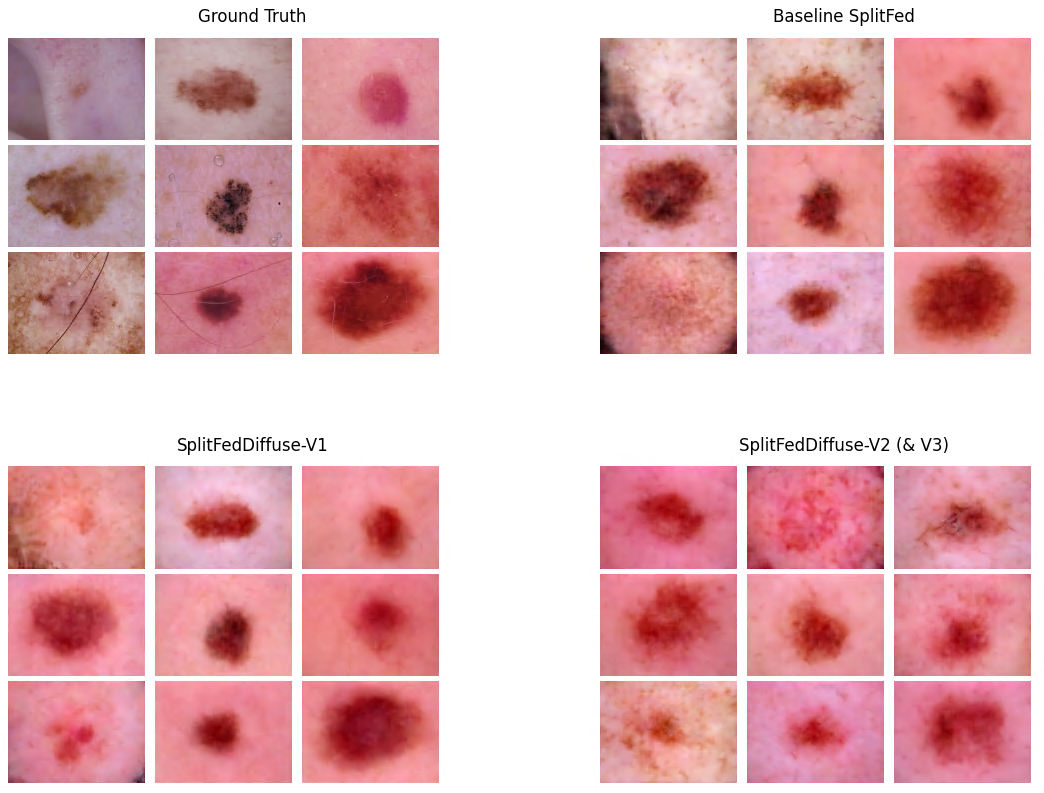 Ground Truth
Baseline SplitFed
SplitFedDiffuse-V1
SplitFedDiffuse-V2 (& V3)